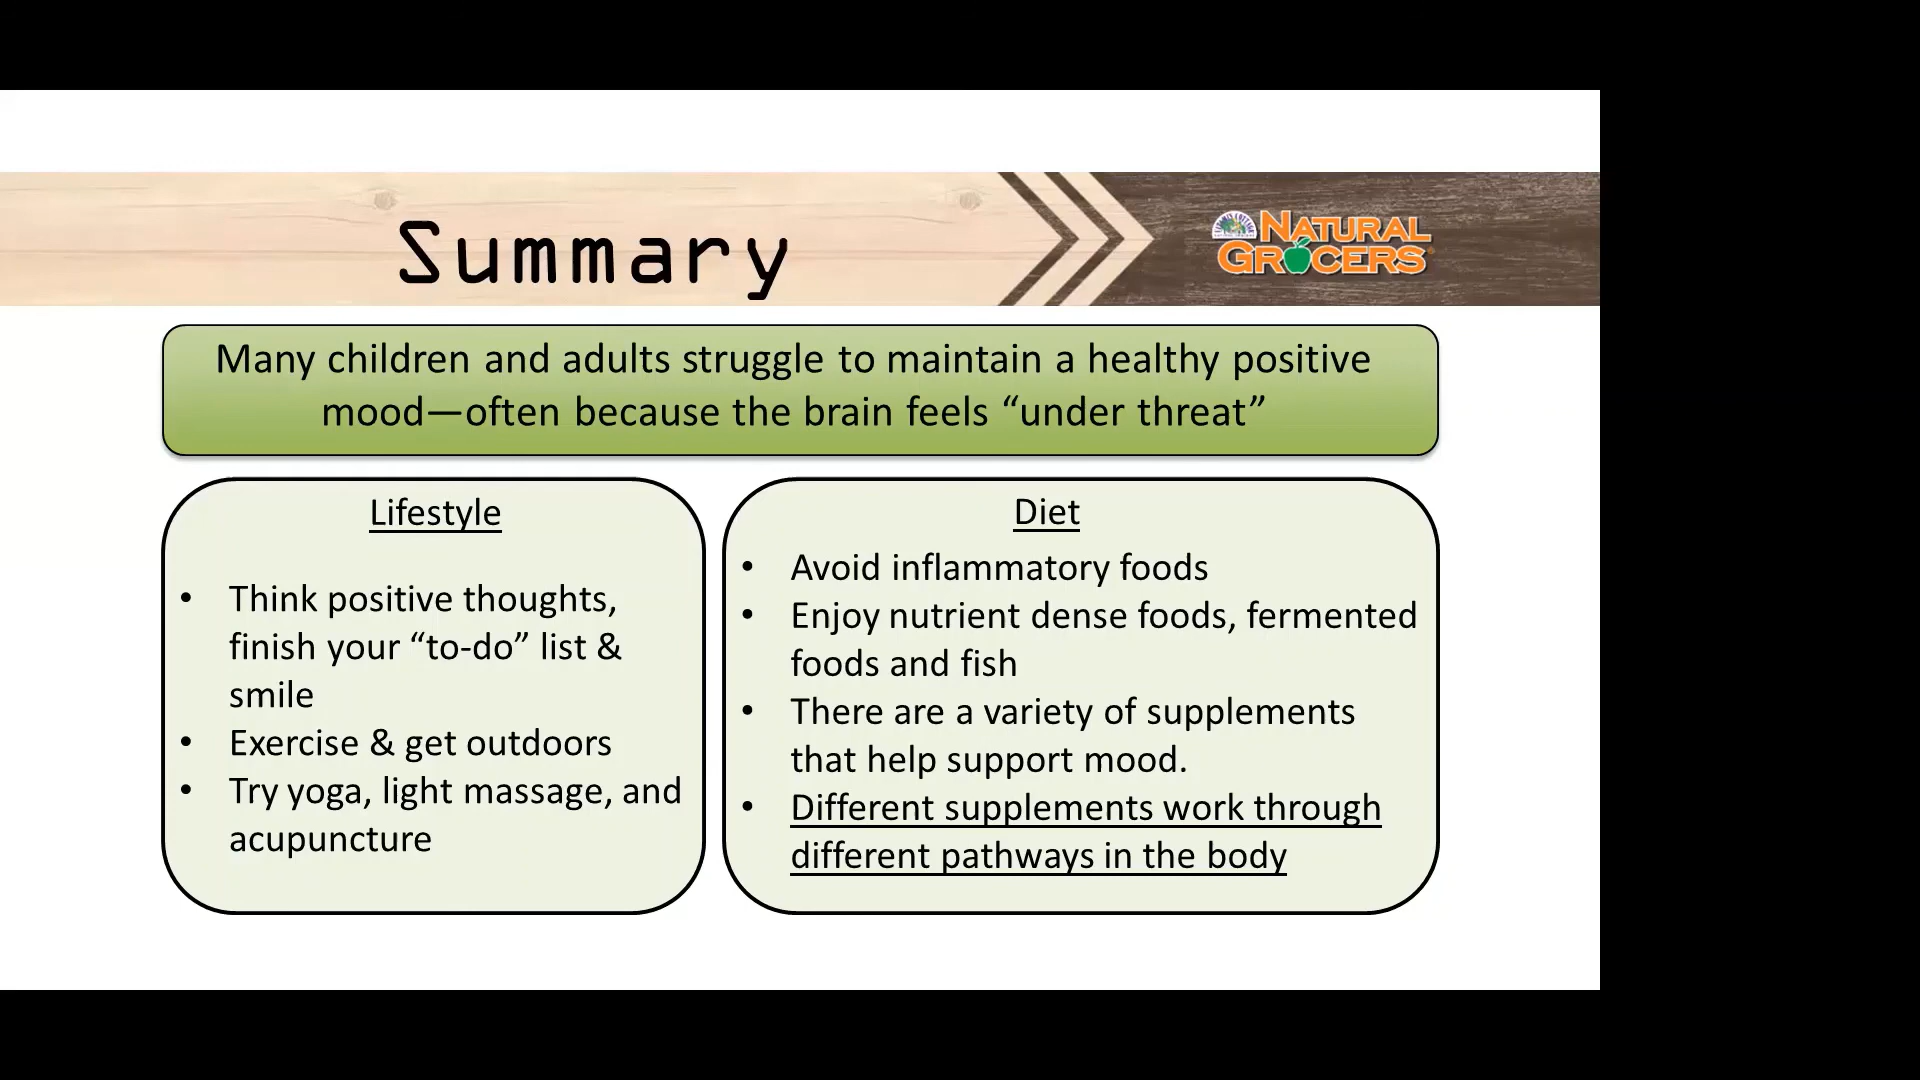 Summary
NATURAL
GROCERS
Many children and adults struggle to maintain a healthy positive
mood—often because the brain feels “under threat”
Lifestyle
• Think positive thoughts,
finish your “to-do” list &
smile
• Exercise & get outdoors
• Try yoga, light massage, and
acupuncture
Diet
• Avoid inflammatory foods
• Enjoy nutrient dense foods, fermented
foods and fish
• There are a variety of supplements
that help support mood.
• Different supplements work through
different pathways in the body